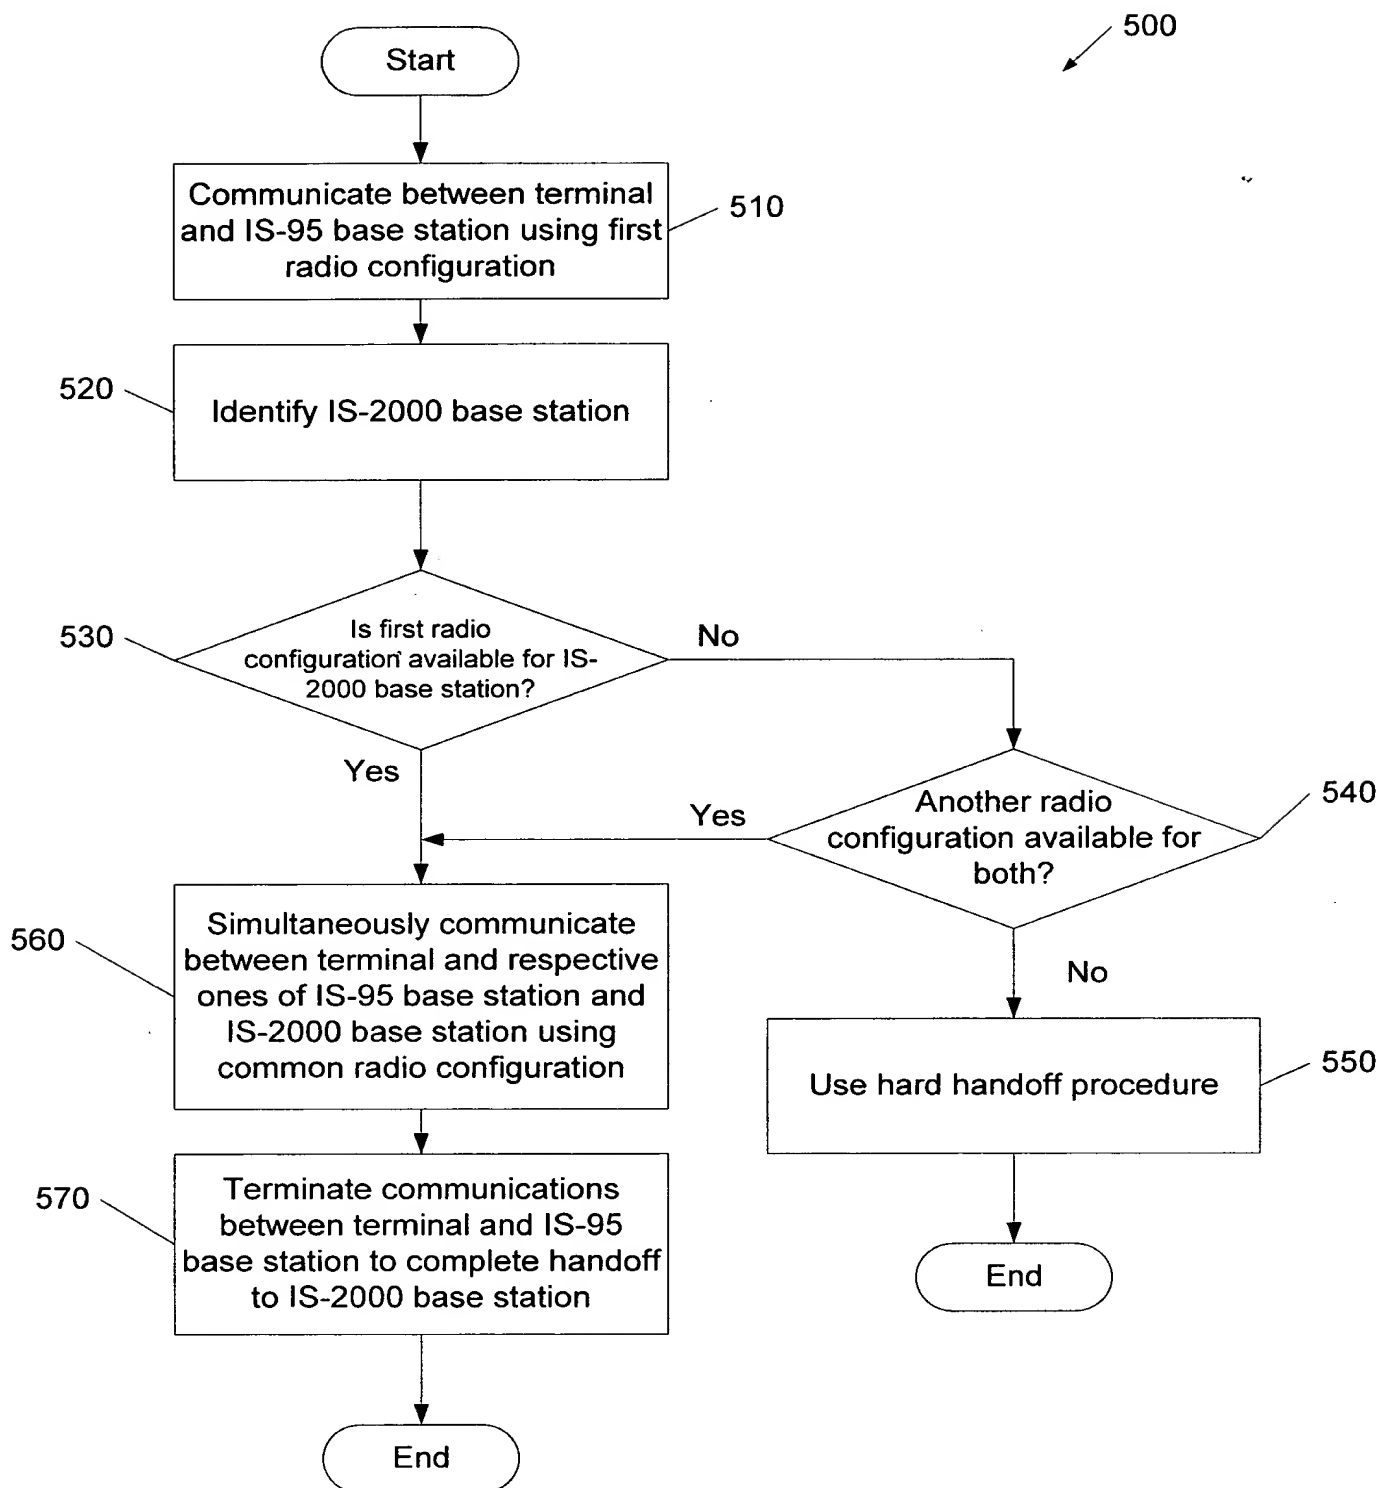 500
Start
Communicate between terminal
and IS-95 base station using first
radio configuration
510
520
Identify IS-2000 base station
530
Is first radio
configuration available for IS-
2000 base station?
No
Yes
Another radio
configuration available for
both?
540
Yes
No
560
Simultaneously communicate
between terminal and respective
ones of IS-95 base station and
IS-2000 base station using
common radio configuration
Use hard handoff procedure
550
570
Terminate communications
between terminal and IS-95
base station to complete handoff
to IS-2000 base station
End
End